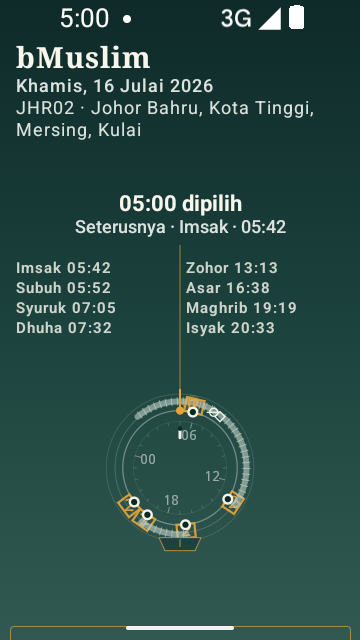 5:00
3G
bMuslim
Khamis, 16 Julai 2026
JHR02 · Johor Bahru, Kota Tinggi,
Mersing, Kulai
05:00 dipilih
Seterusnya · Imsak · 05:42
Imsak 05:42
Subuh 05:52
Syuruk 07:05
Dhuha 07:32
Zohor 13:13
Asar 16:38
Maghrib 19:19
Isyak 20:33
06
00
12
18